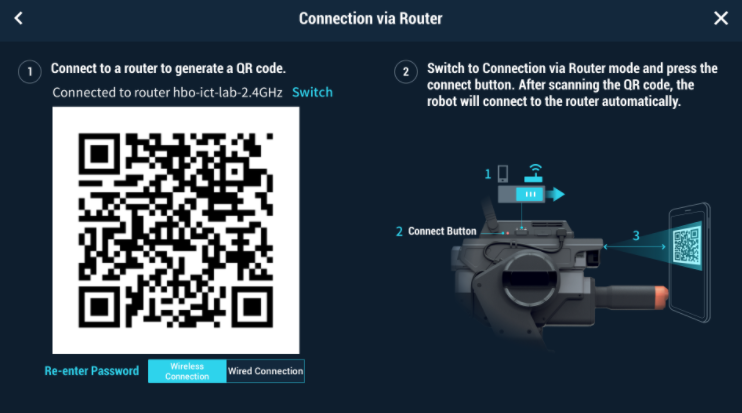 Connection via Router
1
Connect to a router to generate a QR code.
Connected to router hbo-ict-lab-2.4GHz Switch
Re-enter Password
Wireless
Connection
Wired Connection
2
Switch to Connection via Router mode and press the
connect button. After scanning the QR code, the
robot will connect to the router automatically.
1
2 Connect Button
3